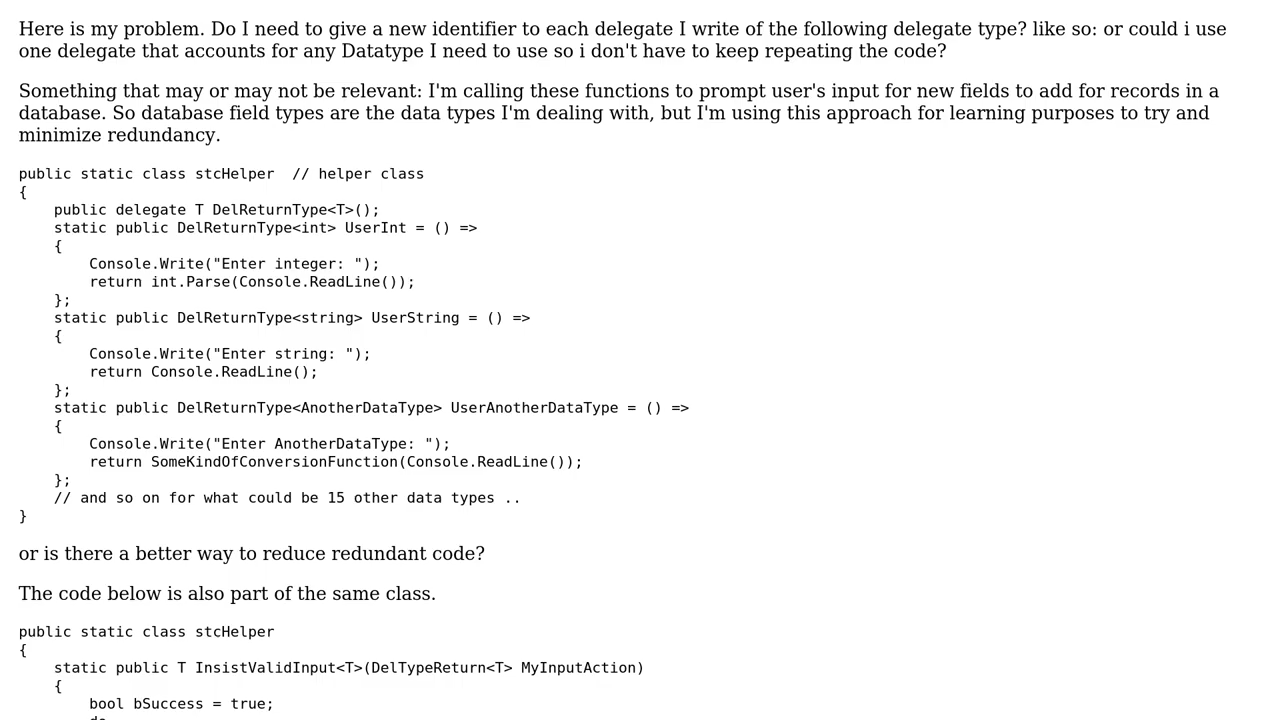 Here is my problem. Do I need to give a new identifier to each delegate I write of the following delegate type? like so: or could i use
one delegate that accounts for any Datatype I need to use so i don't have to keep repeating the code?
Something that may or may not be relevant: I'm calling these functions to prompt user's input for new fields to add for records in a
database. So database field types are the data types I'm dealing with, but I'm using this approach for learning purposes to try and
minimize redundancy.
public static class stcHelper  // helper class
{
    public delegate T DelReturnType<T>();
    static public DelReturnType<int> UserInt = () =>
    {
        Console.Write("Enter integer: ");
        return int.Parse(Console.ReadLine());
    };
    static public DelReturnType<string> UserString = () =>
    {
        Console.Write("Enter string: ");
        return Console.ReadLine();
    };
    static public DelReturnType<AnotherDataType> UserAnotherDataType = () =>
    {
        Console.Write("Enter AnotherDataType: ");
        return SomeKindOfConversionFunction(Console.ReadLine());
    };
    // and so on for what could be 15 other data types ..
}
or is there a better way to reduce redundant code?
The code below is also part of the same class.
public static class stcHelper
{
    static public T InsistValidInput<T>(DelTypeReturn<T> MyInputAction)
    {
        bool bSuccess = true;